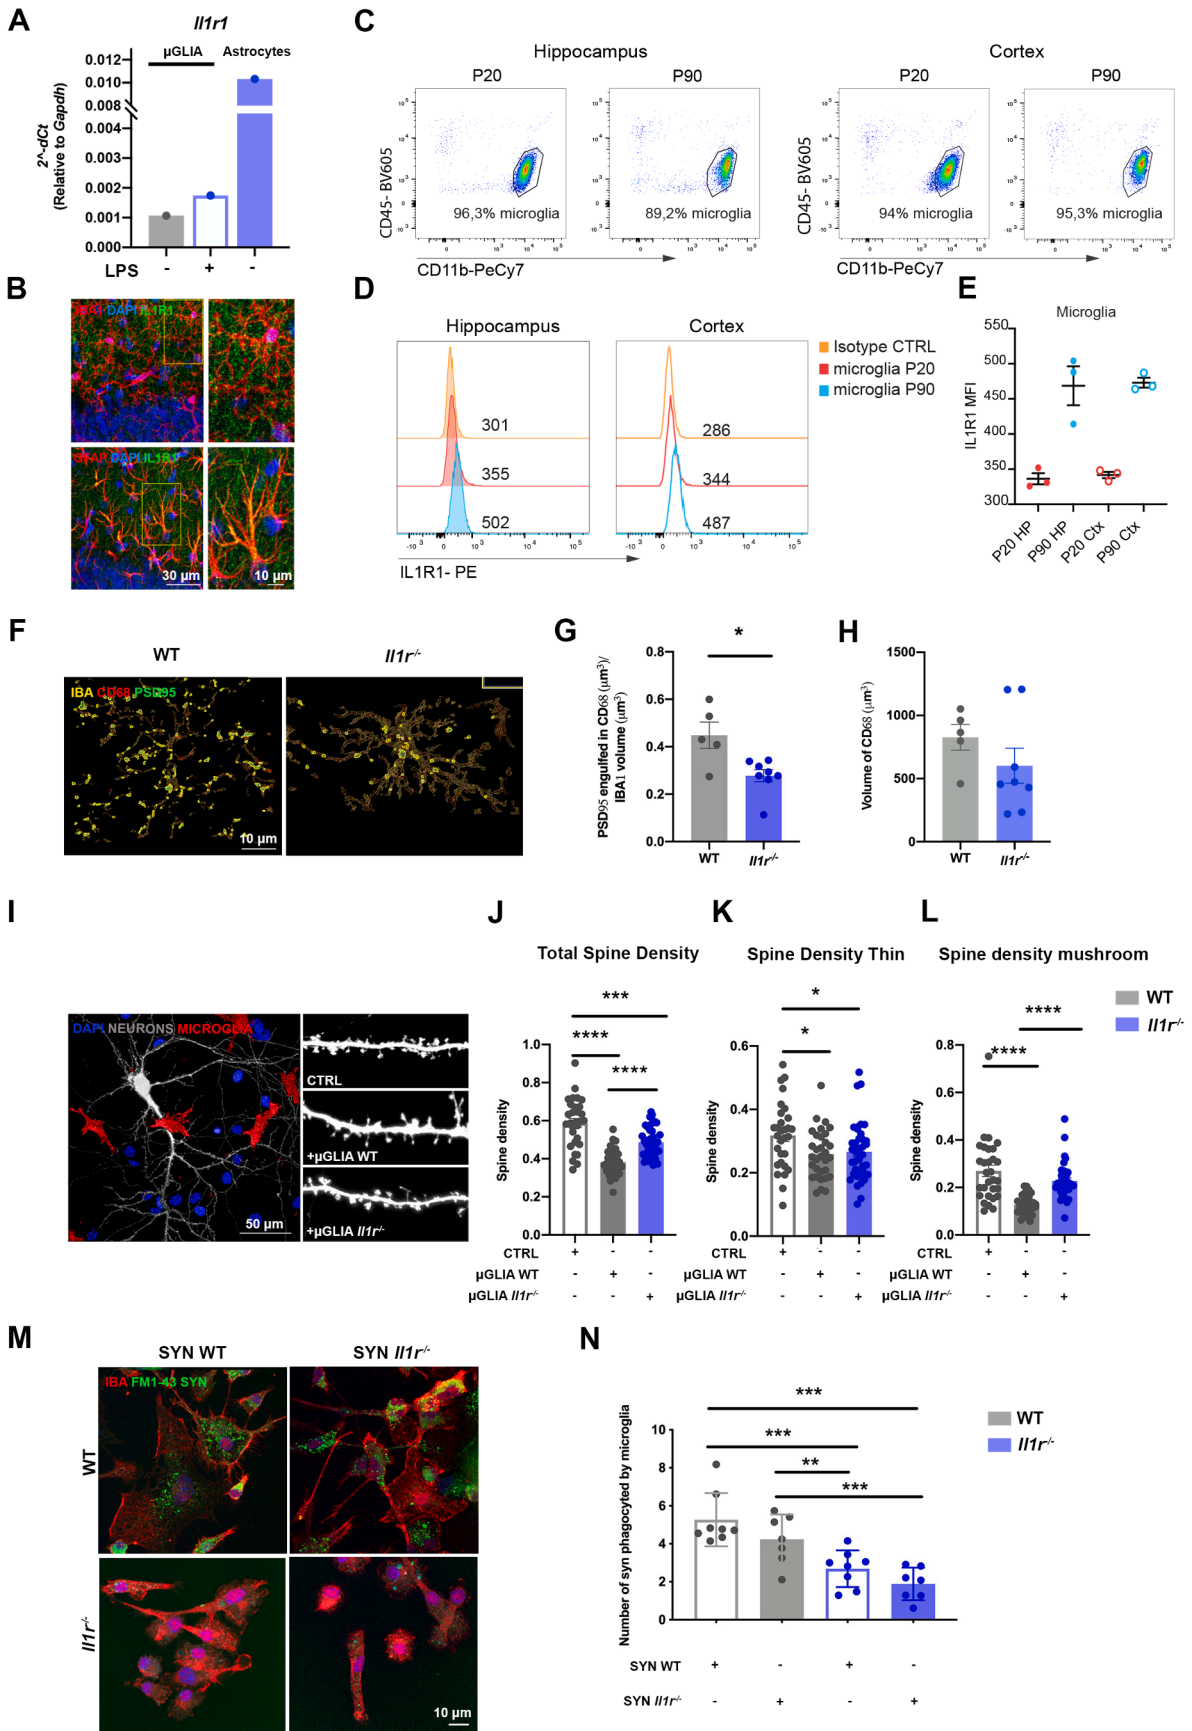 A
Il1r1
µGLIA
Astrocytes
0.012
0.010
0.008
0.004
0.003
0.002
0.001
0.000
2^-dCt
(Relative to Gapdh)
LPS
- + -
B
DAPI IL1R1
GFAP DAPI IL1R1
30 µm
10 µm
C
Hippocampus
Cortex
P20
P90
P20
P90
CD45- BV605
96,3% microglia
89,2% microglia
CD45- BV605
94% microglia
95,3% microglia
CD11b-PeCy7
CD11b-PeCy7
D
Hippocampus
Cortex
301
355
502
286
344
487
Isotype CTRL
microglia P20
microglia P90
IL1R1- PE
E
Microglia
550
500
450
400
350
300
IL1R1 MFI
P20 HP
P90 HP
P20 Ctx
P90 Ctx
F
WT
Il1r-/-
IBA CD68 PSD95
10 µm
G
*
0.8
0.6
0.4
0.2
0.0
PSD95 engulfed in CD68 (µm³)/
IBA1 volume (µm³)
WT
Il1r-/-
H
1500
1000
500
0
Volume of CD68 (µm³)
WT
Il1r-/-
I
DAPI NEURONS MICROGLIA
50 µm
CTRL
+µGLIA WT
+µGLIA Il1r-/-
J
Total Spine Density
***
****
****
1.0
0.8
0.6
0.4
0.2
0.0
Spine density
CTRL + - -
µGLIA WT - + -
µGLIA Il1r-/- - - +
K
Spine Density Thin
*
*
0.6
0.4
0.2
0.0
Spine density
CTRL + - -
µGLIA WT - + -
µGLIA Il1r-/- - - +
L
Spine density mushroom
****
****
0.8
0.6
0.4
0.2
0.0
Spine density
CTRL + - -
µGLIA WT - + -
µGLIA Il1r-/- - - +
WT
Il1r-/-
M
SYN WT
SYN Il1r-/-
IBA FM1-43 SYN
WT
Il1r-/-
10 µm
N
***
***
**
***
10
8
6
4
2
0
Number of syn phagocyted by microglia
WT
Il1r-/-
SYN WT + - + -
SYN Il1r-/- - + - +